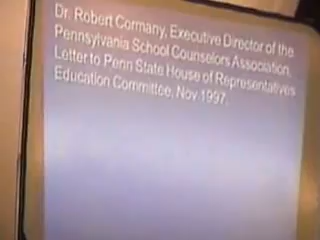 Dr. Robert Cormany, Executive Director of the
Pennsylvania School Counselors Association,
Letter to Penn State House of Representatives
Education Committee, Nov 1997.